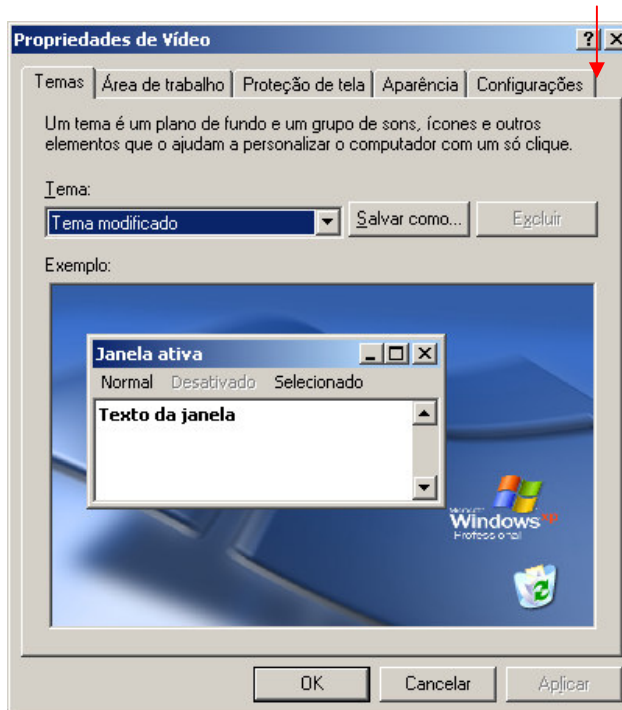 Propriedades de Vídeo
Temas Área de trabalho Proteção de tela Aparência Configurações
Um tema é um plano de fundo e um grupo de sons, ícones e outros
elementos que o ajudam a personalizar o computador com um só clique.
Tema:
Tema modificado Salvar como... Excluir
Exemplo:
Janela ativa
Normal Desativado Selecionado
Texto da janela
Microsoft
Windows xp
Professional
OK Cancelar Aplicar